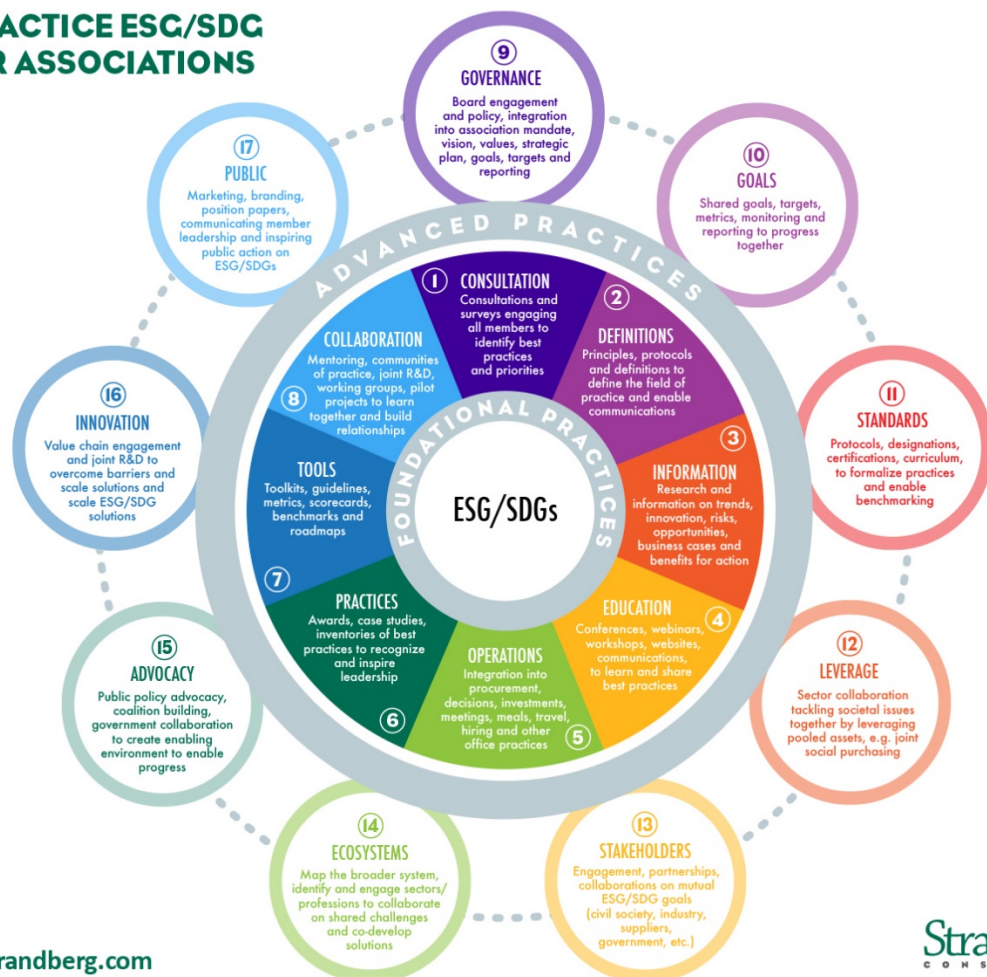 ACTICE ESG/SDG
R ASSOCIATIONS
9
GOVERNANCE
Board engagement
and policy, integration
into association mandate,
vision, values, strategic
plan, goals, targets and
reporting
10
GOALS
Shared goals, targets,
metrics, monitoring and
reporting to progress
together
11
STANDARDS
Protocols, designations,
certifications, curriculum,
to formalize practices
and enable
benchmarking
12
LEVERAGE
Sector collaboration
tackling societal issues
together by leveraging
pooled assets, e.g. joint
social purchasing
13
STAKEHOLDERS
Engagement, partnerships,
collaborations on mutual
ESG/SDG goals
(civil society, industry,
suppliers,
government, etc.)
14
ECOSYSTEMS
Map the broader system,
identify and engage sectors/
professions to collaborate
on shared challenges
and co-develop
solutions
15
ADVOCACY
Public policy advocacy,
coalition building,
government collaboration
to create enabling
environment to enable
progress
16
INNOVATION
Value chain engagement
and joint R&D to
overcome barriers and
scale solutions and
scale ESG/SDG
solutions
17
PUBLIC
Marketing, branding,
position papers,
communicating member
leadership and inspiring
public action on
ESG/SDGs
ADVANCED PRACTICES
1
CONSULTATION
Consultations and
surveys engaging
all members to
identify best
practices
and priorities
2
DEFINITIONS
Principles, protocols
and definitions to
define the field of
practice and enable
communications
3
INFORMATION
Research and
information on trends,
innovation, risks,
opportunities,
business cases and
benefits for action
4
EDUCATION
Conferences, webinars,
workshops, websites,
communications,
to learn and share
best practices
5
OPERATIONS
Integration into
procurement,
decisions, investments,
meetings, meals, travel,
hiring and other
office practices
6
PRACTICES
Awards, case studies,
inventories of best
practices to recognize
and inspire
leadership
7
TOOLS
Toolkits, guidelines,
metrics, scorecards,
benchmarks and
roadmaps
8
COLLABORATION
Mentoring, communities
of practice, joint R&D,
working groups, pilot
projects to learn
together and build
relationships
FOUNDATIONAL PRACTICES
ESG/SDGs
randberg.com
Stra
CONS